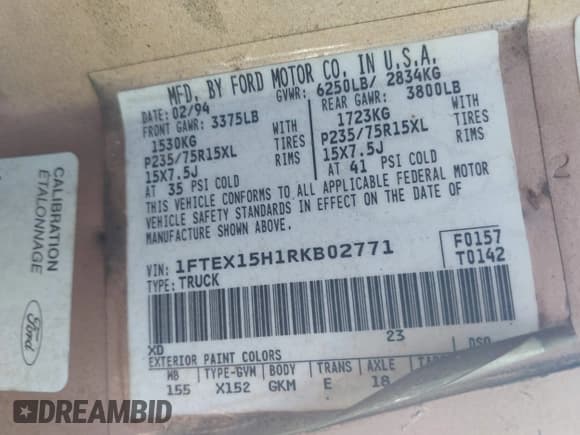 MFD. BY FORD MOTOR CO. IN U.S.A.
DATE: 02/94 GVWR: 6250LB/ 2834KG
FRONT GAWR: 3375LB REAR GAWR: 3800LB
1530KG WITH 1723KG WITH
P235/75R15XL TIRES P235/75R15XL TIRES
15X7.5J RIMS 15X7.5J RIMS
AT 35 PSI COLD AT 41 PSI COLD
THIS VEHICLE CONFORMS TO ALL APPLICABLE FEDERAL MOTOR
VEHICLE SAFETY STANDARDS IN EFFECT ON THE DATE OF
MANUFACTURE SHOWN ABOVE.
VIN: 1FTEX15H1RKB02771 F0157
TYPE: TRUCK T0142
XD 23
EXTERIOR PAINT COLORS DSO
WB TYPE-GVW BODY TRANS AXLE
155 X152 GKM E 18
CALIBRATION
ETALONNAGE
Ford
2
DREAMBID